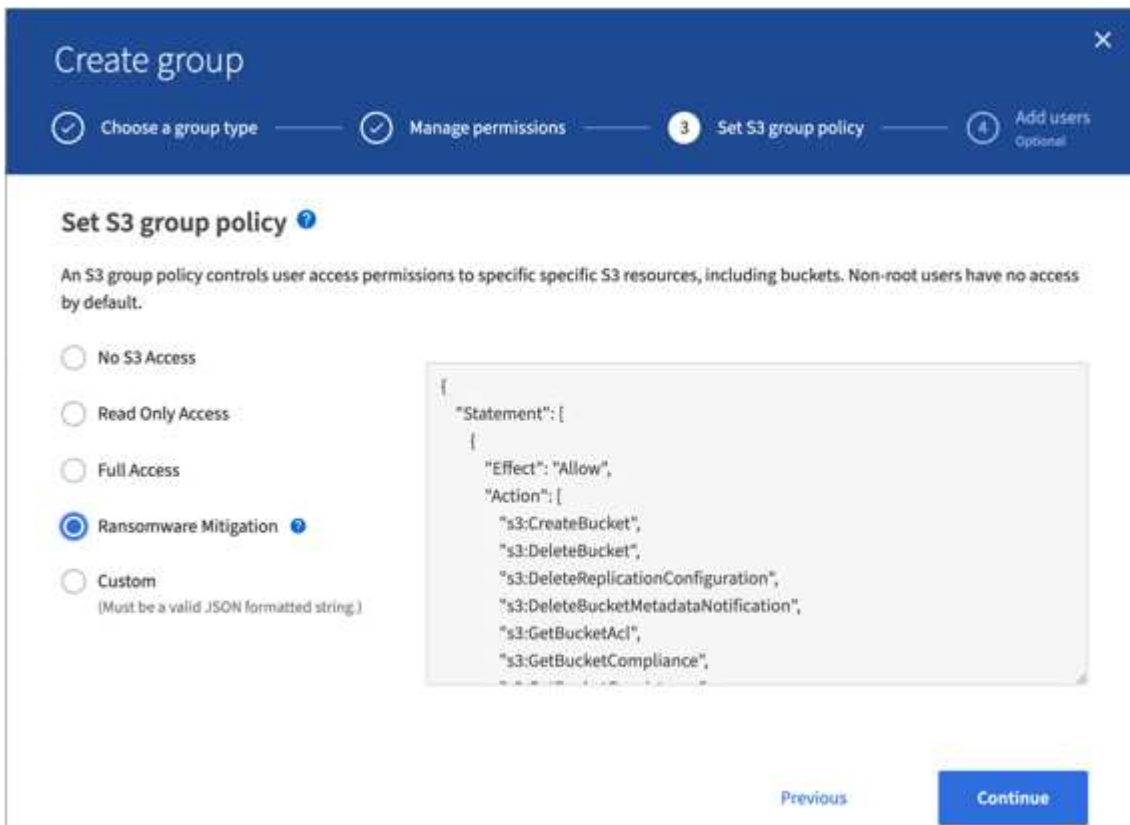 Create group
Choose a group type
Manage permissions
3 Set S3 group policy
4 Add users
Optional
Set S3 group policy ?
An S3 group policy controls user access permissions to specific specific S3 resources, including buckets. Non-root users have no access
by default.
No S3 Access
Read Only Access
Full Access
Ransomware Mitigation ?
Custom
(Must be a valid JSON formatted string.)
{
"Statement": [
{
"Effect": "Allow",
"Action": [
"s3:CreateBucket",
"s3:DeleteBucket",
"s3:DeleteReplicationConfiguration",
"s3:DeleteBucketMetadataNotification",
"s3:GetBucketAcl",
"s3:GetBucketCompliance",
Previous
Continue